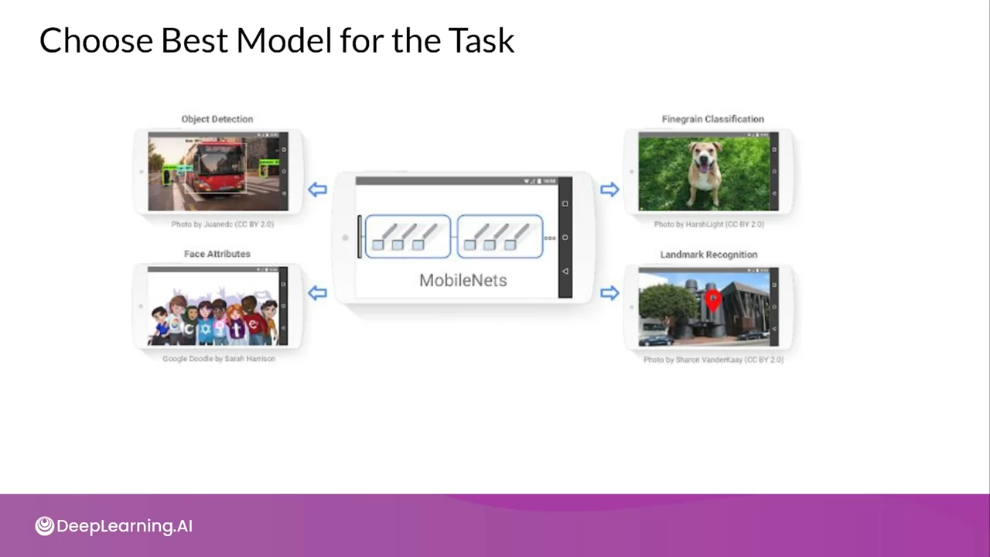 Choose Best Model for the Task
Object Detection
Photo by Juanedc (CC BY 2.0)
Face Attributes
Google Doodle by Sarah Harrison
MobileNets
Finegrain Classification
Photo by HarshLight (CC BY 2.0)
Landmark Recognition
Photo by Sharon VanderKaay (CC BY 2.0)
DeepLearning.AI